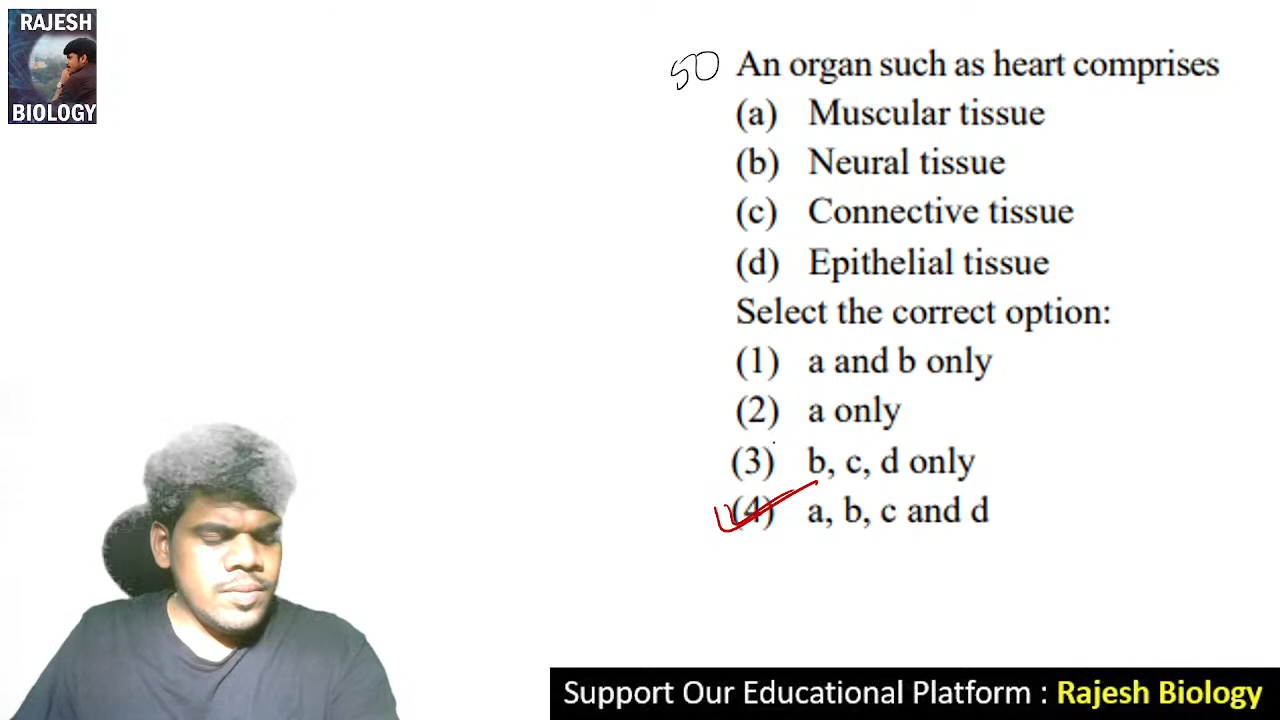 RAJESH
BIOLOGY
50 An organ such as heart comprises
(a) Muscular tissue
(b) Neural tissue
(c) Connective tissue
(d) Epithelial tissue
Select the correct option:
(1) a and b only
(2) a only
(3) b, c, d only
(4) a, b, c and d
Support Our Educational Platform : Rajesh Biology